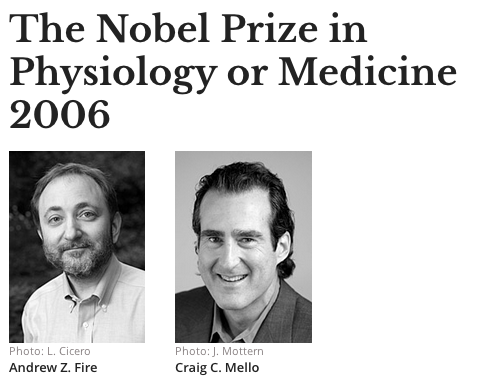 The Nobel Prize in
Physiology or Medicine
2006
Photo: L. Cicero
Photo: J. Mottern
Andrew Z. Fire
Craig C. Mello